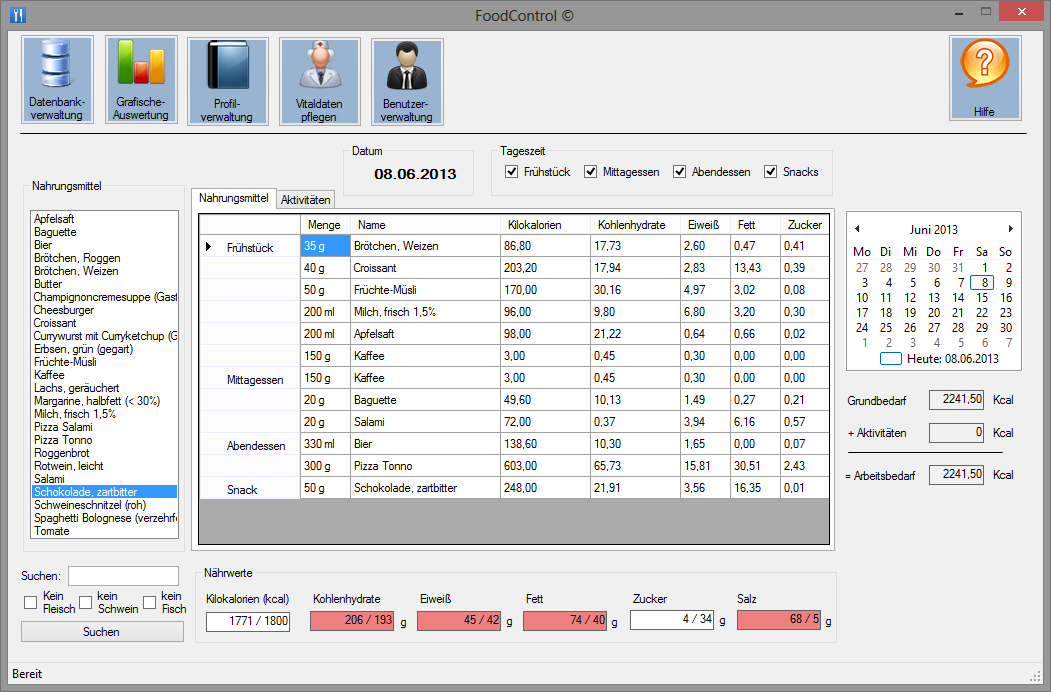 FoodControl ©
Datenbank-
verwaltung
Grafische-
Auswertung
Profil-
verwaltung
Vitaldaten
pflegen
Benutzer-
verwaltung
?
Hilfe
Datum
08.06.2013
Tageszeit
Frühstück Mittagessen Abendessen Snacks
Nahrungsmittel
Apfelsaft
Baguette
Bier
Brötchen, Roggen
Brötchen, Weizen
Butter
Champignoncremesuppe (Gast
Cheesburger
Croissant
Currywurst mit Curryketchup (G
Erbsen, grün (gegart)
Früchte-Müsli
Kaffee
Lachs, geräuchert
Margarine, halbfett (< 30%)
Milch, frisch 1,5%
Pizza Salami
Pizza Tonno
Roggenbrot
Rotwein, leicht
Salami
Schokolade, zartbitter
Schweineschnitzel (roh)
Spaghetti Bolognese (verzehrfe
Tomate
Nahrungsmittel Aktivitäten
Menge Name Kilokalorien Kohlenhydrate Eiweiß Fett Zucker
Frühstück 35 g Brötchen, Weizen 86,80 17,73 2,60 0,47 0,41
40 g Croissant 203,20 17,94 2,83 13,43 0,39
50 g Früchte-Müsli 170,00 30,16 4,97 3,02 0,08
200 ml Milch, frisch 1,5% 96,00 9,80 6,80 3,20 0,30
200 ml Apfelsaft 98,00 21,22 0,64 0,66 0,02
150 g Kaffee 3,00 0,45 0,30 0,00 0,00
Mittagessen 150 g Kaffee 3,00 0,45 0,30 0,00 0,00
20 g Baguette 49,60 10,13 1,49 0,27 0,21
20 g Salami 72,00 0,37 3,94 6,16 0,57
Abendessen 330 ml Bier 138,60 10,30 1,65 0,00 0,07
300 g Pizza Tonno 603,00 65,73 15,81 30,51 2,43
Snack 50 g Schokolade, zartbitter 248,00 21,91 3,56 16,35 0,01
Juni 2013
Mo Di Mi Do Fr Sa So
27 28 29 30 31 1 2
3 4 5 6 7 8 9
10 11 12 13 14 15 16
17 18 19 20 21 22 23
24 25 26 27 28 29 30
1 2 3 4 5 6 7
Heute: 08.06.2013
Grundbedarf 2241,50 Kcal
+ Aktivitäten 0 Kcal
= Arbeitsbedarf 2241,50 Kcal
Suchen:
Kein
Fleisch
kein
Schwein
kein
Fisch
Suchen
Nährwerte
Kilokalorien (kcal) Kohlenhydrate Eiweiß Fett Zucker Salz
1771 / 1800 206 / 193 g 45 / 42 g 74 / 40 g 4 / 34 g 68 / 5 g
Bereit